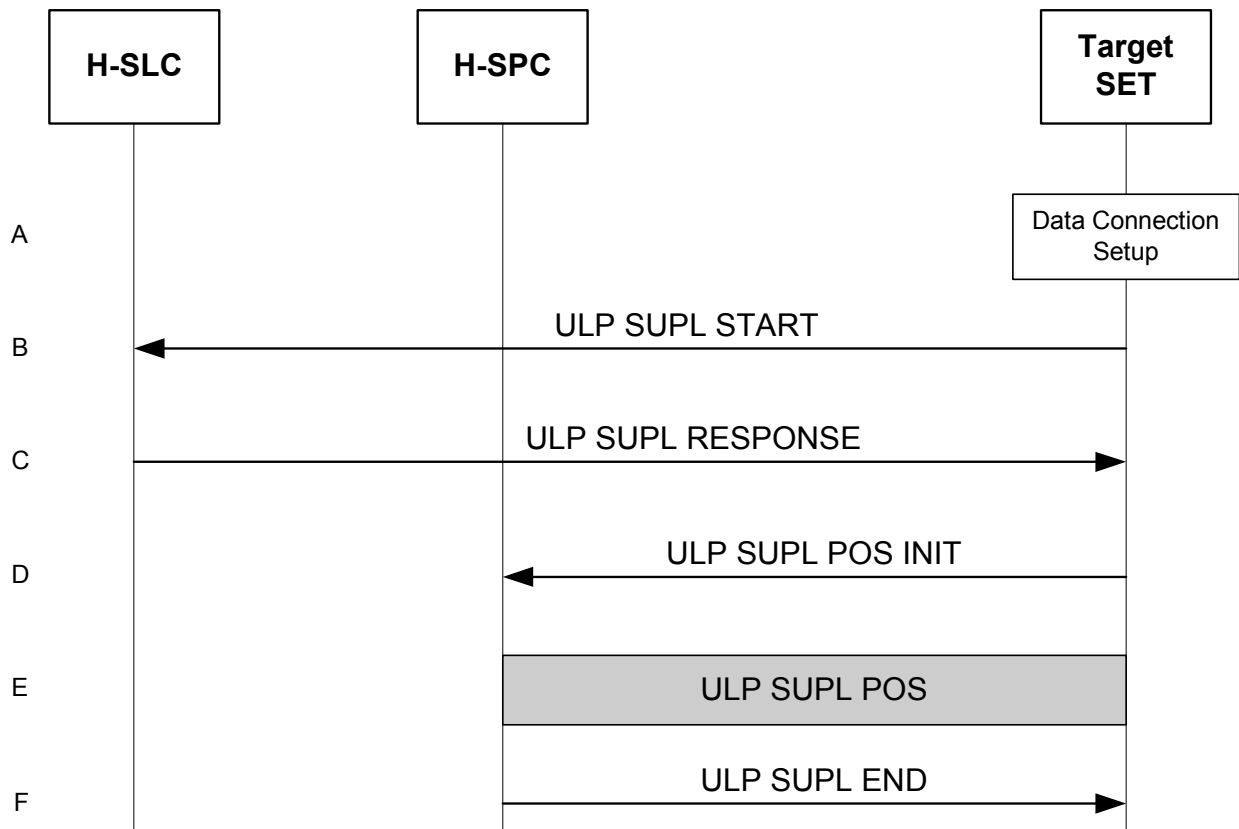 H-SLC
H-SPC
Target
SET
A
Data Connection
Setup
B
ULP SUPL START
C
ULP SUPL RESPONSE
D
ULP SUPL POS INIT
E
ULP SUPL POS
F
ULP SUPL END